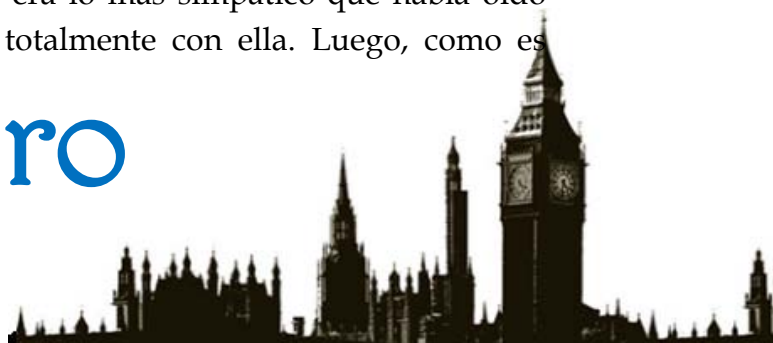 era lo más simpático que había oído
totalmente con ella. Luego, como es
ro